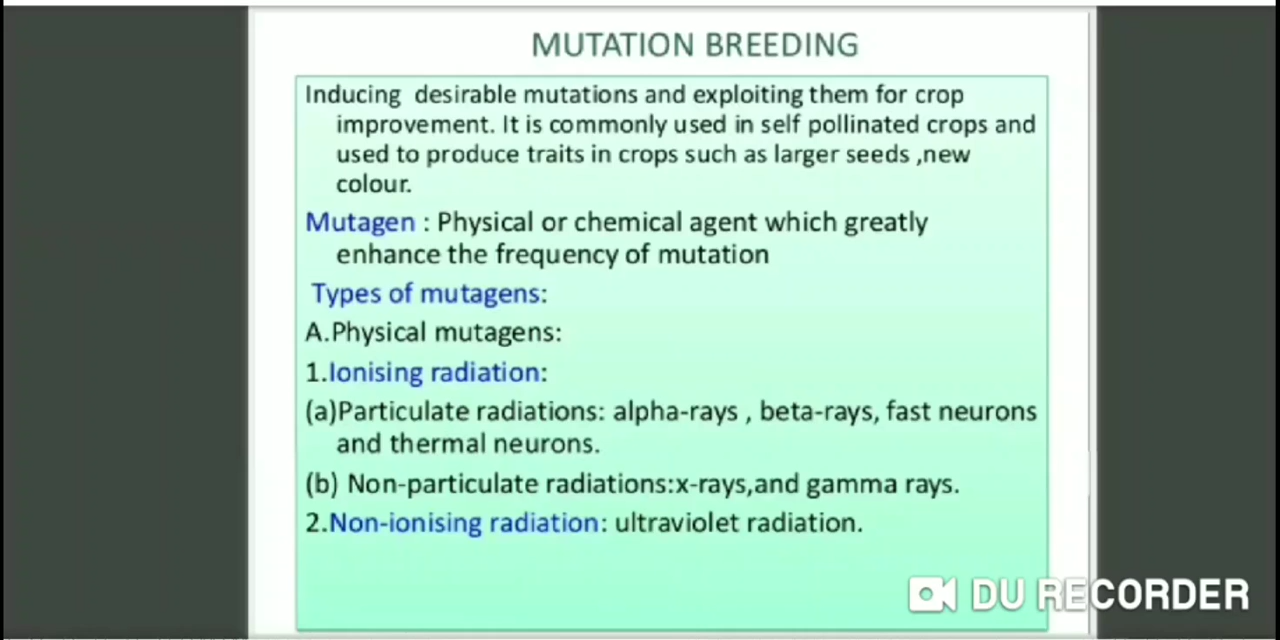 MUTATION BREEDING
Inducing desirable mutations and exploiting them for crop
improvement. It is commonly used in self pollinated crops and
used to produce traits in crops such as larger seeds ,new
colour.
Mutagen : Physical or chemical agent which greatly
enhance the frequency of mutation
Types of mutagens:
A.Physical mutagens:
1.Ionising radiation:
(a)Particulate radiations: alpha-rays , beta-rays, fast neurons
and thermal neurons.
(b) Non-particulate radiations:x-rays,and gamma rays.
2.Non-ionising radiation: ultraviolet radiation.
DU RECORDER